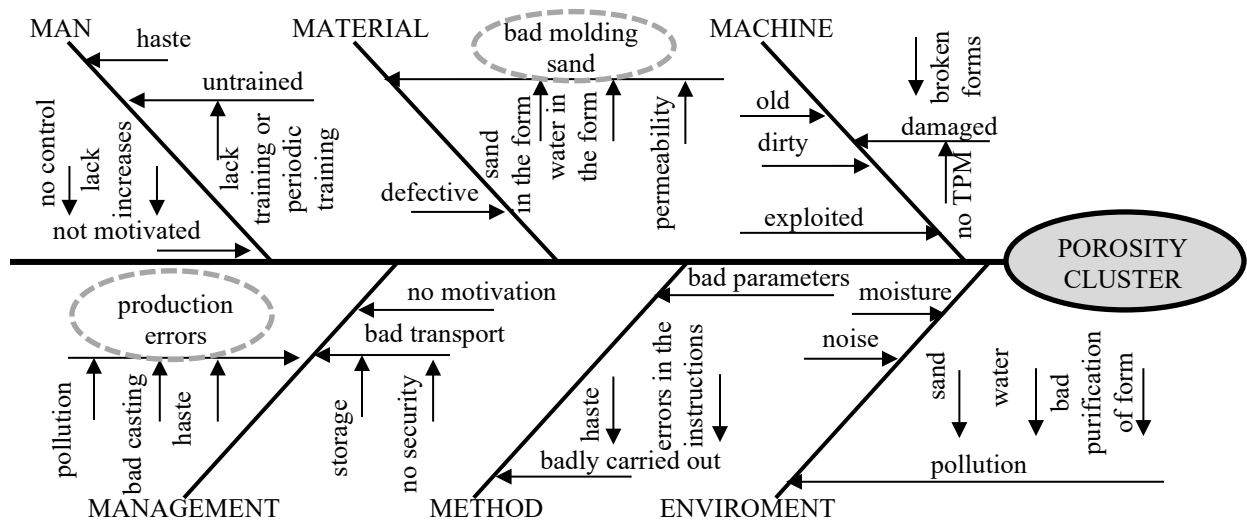 MAN
haste
untrained
no control
lack
increases
lack
training or
periodic
training
not motivated
MATERIAL
bad molding
sand
sand
in the form
water in
the form
permeability
defective
MACHINE
old
dirty
exploited
broken
forms
damaged
no TPM
POROSITY
CLUSTER
production
errors
pollution
bad casting
haste
no motivation
bad transport
storage
no security
MANAGEMENT
bad parameters
haste
errors in the
instructions
badly carried out
METHOD
moisture
noise
sand
water
bad
purification
of form
pollution
ENVIROMENT